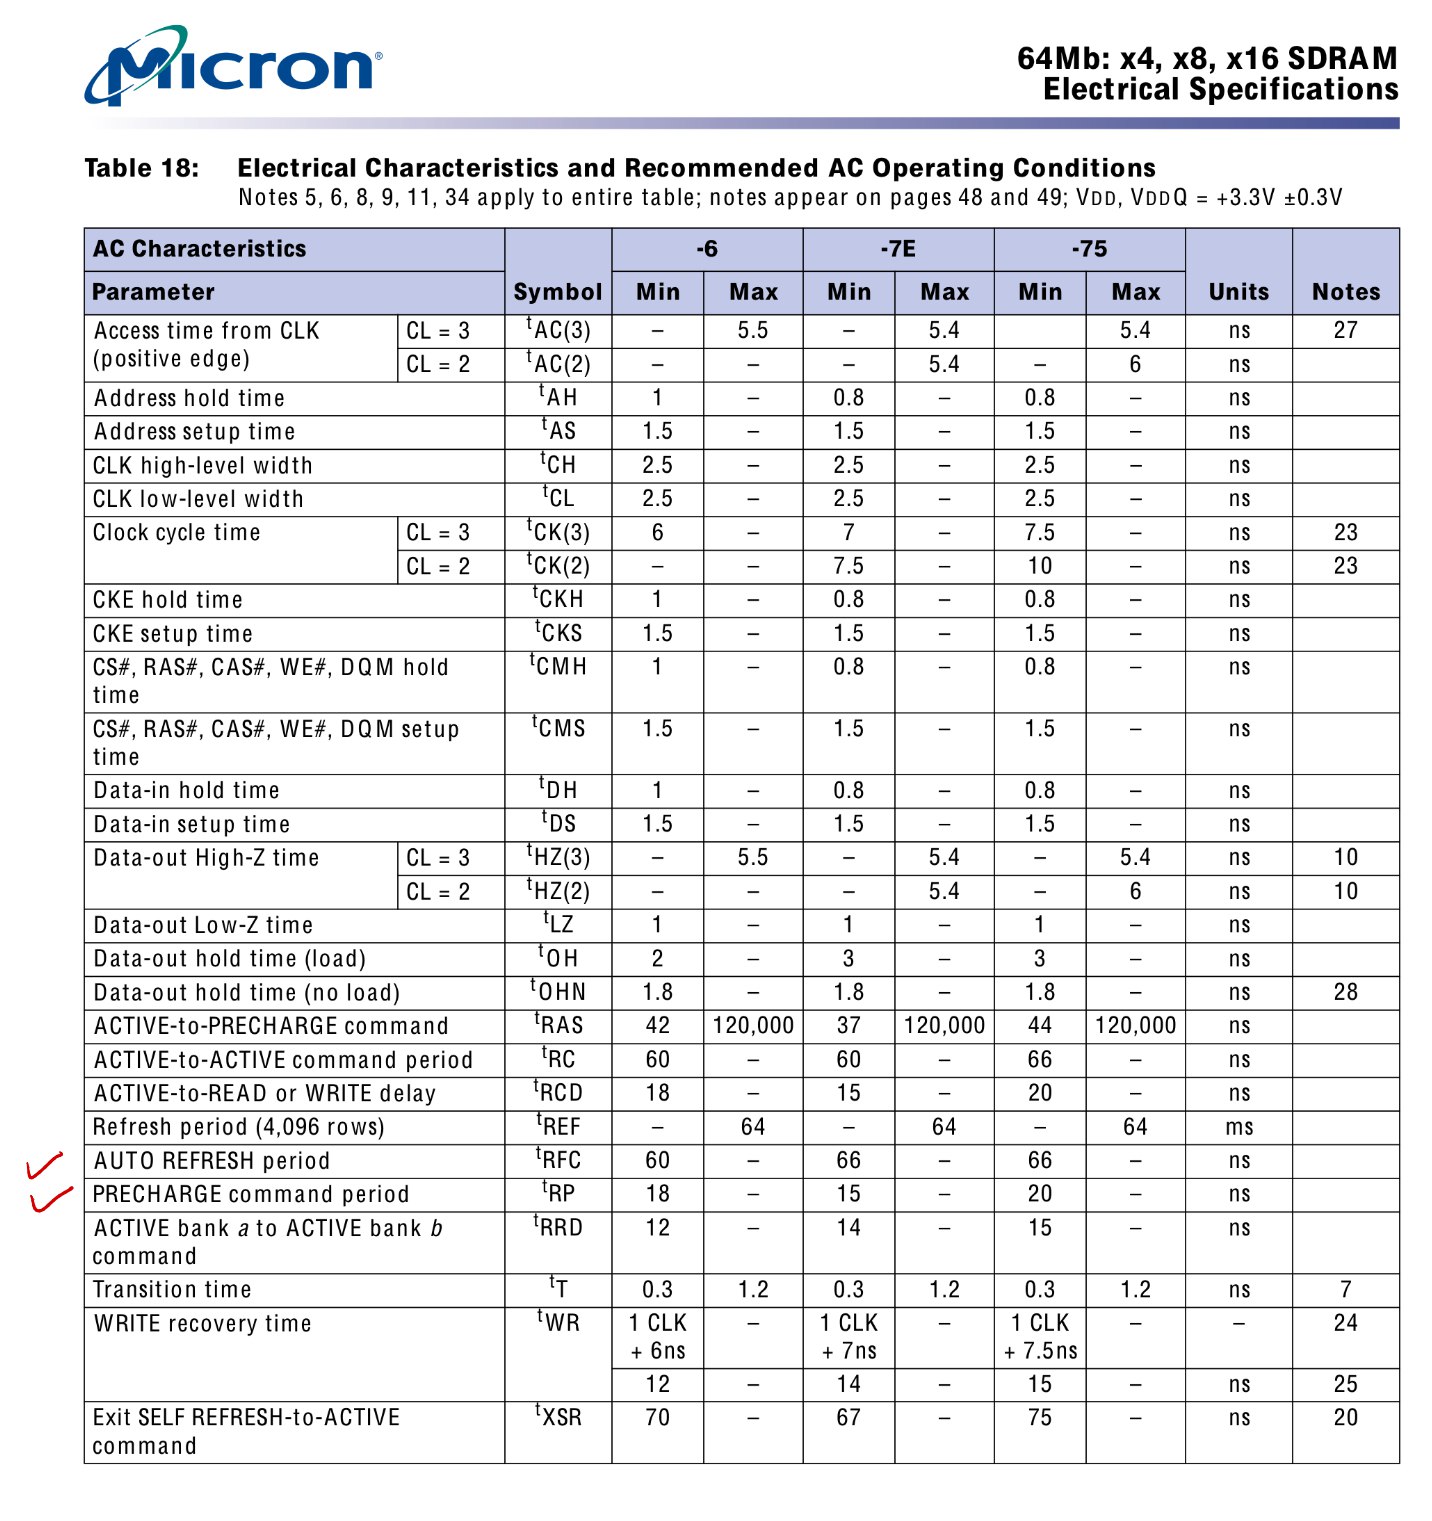 Micron®
64Mb: x4, x8, x16 SDRAM
Electrical Specifications
Table 18: Electrical Characteristics and Recommended AC Operating Conditions
Notes 5, 6, 8, 9, 11, 34 apply to entire table; notes appear on pages 48 and 49; VDD, VDDQ = +3.3V ±0.3V
AC Characteristics -6 -7E -75
Parameter Symbol Min Max Min Max Min Max Units Notes
Access time from CLK (positive edge) CL = 3 tAC(3) – 5.5 – 5.4 5.4 ns 27
CL = 2 tAC(2) – – – 5.4 – 6 ns
Address hold time tAH 1 – 0.8 – 0.8 – ns
Address setup time tAS 1.5 – 1.5 – 1.5 – ns
CLK high-level width tCH 2.5 – 2.5 – 2.5 – ns
CLK low-level width tCL 2.5 – 2.5 – 2.5 – ns
Clock cycle time CL = 3 tCK(3) 6 – 7 – 7.5 – ns 23
CL = 2 tCK(2) – – 7.5 – 10 – ns 23
CKE hold time tCKH 1 – 0.8 – 0.8 – ns
CKE setup time tCKS 1.5 – 1.5 – 1.5 – ns
CS#, RAS#, CAS#, WE#, DQM hold time tCMH 1 – 0.8 – 0.8 – ns
CS#, RAS#, CAS#, WE#, DQM setup time tCMS 1.5 – 1.5 – 1.5 – ns
Data-in hold time tDH 1 – 0.8 – 0.8 – ns
Data-in setup time tDS 1.5 – 1.5 – 1.5 – ns
Data-out High-Z time CL = 3 tHZ(3) – 5.5 – 5.4 – 5.4 ns 10
CL = 2 tHZ(2) – – – 5.4 – 6 ns 10
Data-out Low-Z time tLZ 1 – 1 – 1 – ns
Data-out hold time (load) tOH 2 – 3 – 3 – ns
Data-out hold time (no load) tOHN 1.8 – 1.8 – 1.8 – ns 28
ACTIVE-to-PRECHARGE command tRAS 42 120,000 37 120,000 44 120,000 ns
ACTIVE-to-ACTIVE command period tRC 60 – 60 – 66 – ns
ACTIVE-to-READ or WRITE delay tRCD 18 – 15 – 20 – ns
Refresh period (4,096 rows) tREF – 64 – 64 – 64 ms
AUTO REFRESH period tRFC 60 – 66 – 66 – ns
PRECHARGE command period tRP 18 – 15 – 20 – ns
ACTIVE bank a to ACTIVE bank b command tRRD 12 – 14 – 15 – ns
Transition time tT 0.3 1.2 0.3 1.2 0.3 1.2 ns 7
WRITE recovery time tWR 1 CLK + 6ns – 1 CLK + 7ns – 1 CLK + 7.5ns – – 24
12 – 14 – 15 – ns 25
Exit SELF REFRESH-to-ACTIVE command tXSR 70 – 67 – 75 – ns 20